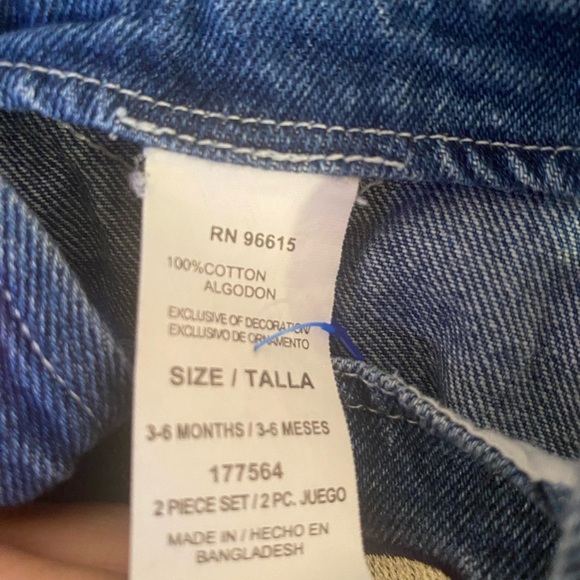 RN 96615
100%COTTON
ALGODON
EXCLUSIVE OF DECORATION/
EXCLUSIVO DE ORNAMENTO
SIZE / TALLA
3-6 MONTHS / 3-6 MESES
177564
2 PIECE SET / 2 PC. JUEGO
MADE IN / HECHO EN
BANGLADESH